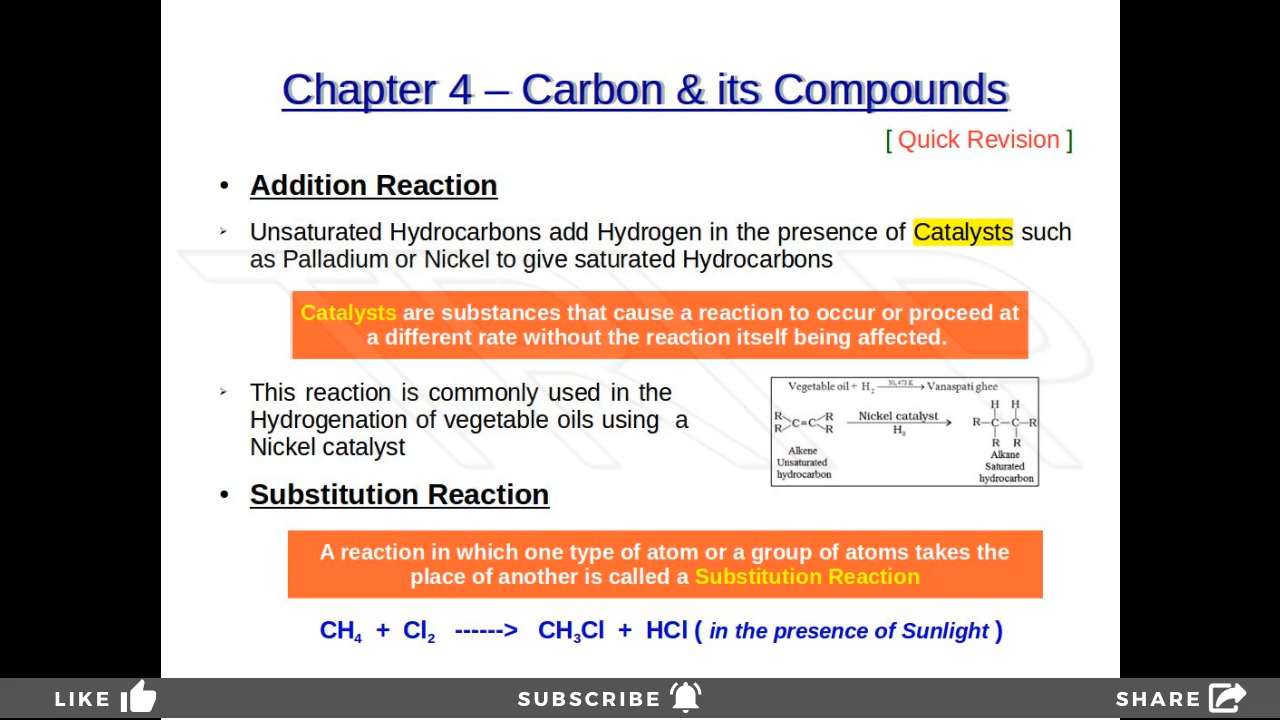 Chapter 4 – Carbon & its Compounds
[ Quick Revision ]
• Addition Reaction
➢ Unsaturated Hydrocarbons add Hydrogen in the presence of Catalysts such
as Palladium or Nickel to give saturated Hydrocarbons
Catalysts are substances that cause a reaction to occur or proceed at
a different rate without the reaction itself being affected.
➢ This reaction is commonly used in the
Hydrogenation of vegetable oils using a
Nickel catalyst
Vegetable oil + H₂ ⟶ Vanaspati ghee
H H
R R Nickel catalyst
C=C ⟶ R–C–C–R
R R H₂
R R
Alkene Alkane
Unsaturated Saturated
hydrocarbon hydrocarbon
• Substitution Reaction
A reaction in which one type of atom or a group of atoms takes the
place of another is called a Substitution Reaction
CH₄ + Cl₂ ------> CH₃Cl + HCl ( in the presence of Sunlight )
LIKE SUBSCRIBE SHARE